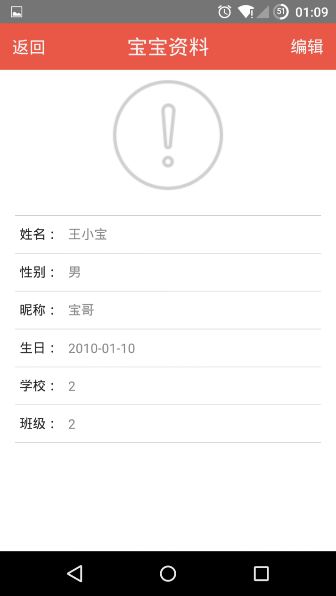 51 01:09
返回 宝宝资料 编辑
姓名： 王小宝
性别： 男
昵称： 宝哥
生日： 2010-01-10
学校： 2
班级： 2